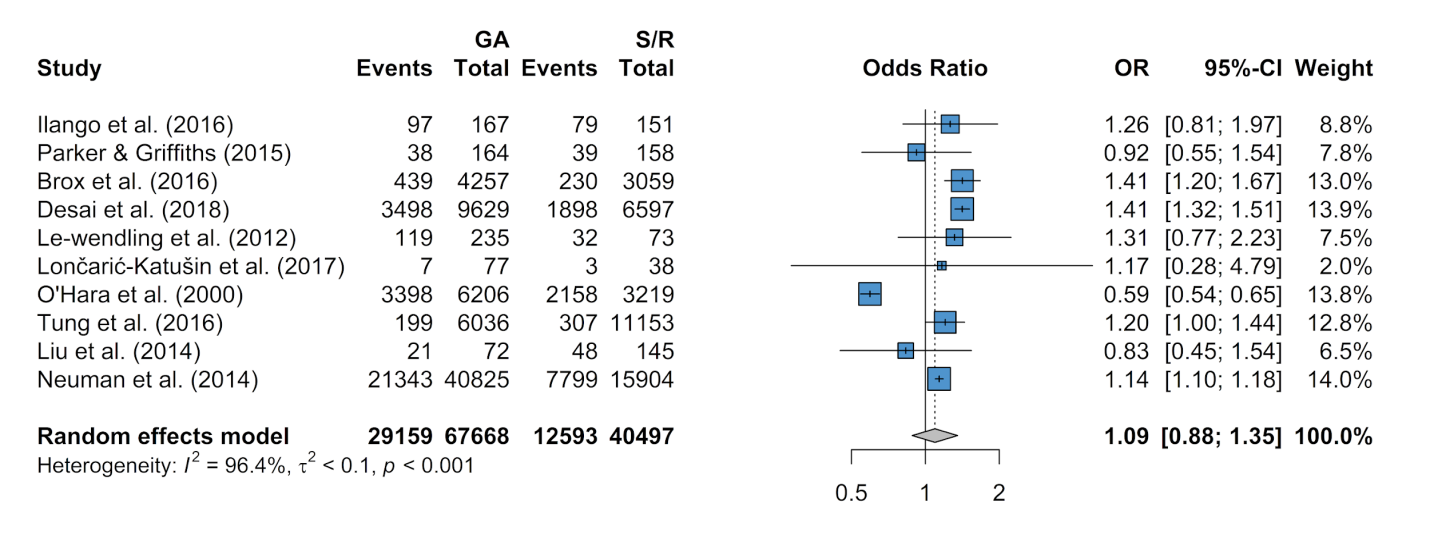 GA S/R
Study Events Total Events Total Odds Ratio OR 95%-CI Weight
Ilango et al. (2016) 97 167 79 151 1.26 [0.81; 1.97] 8.8%
Parker & Griffiths (2015) 38 164 39 158 0.92 [0.55; 1.54] 7.8%
Brox et al. (2016) 439 4257 230 3059 1.41 [1.20; 1.67] 13.0%
Desai et al. (2018) 3498 9629 1898 6597 1.41 [1.32; 1.51] 13.9%
Le-wendling et al. (2012) 119 235 32 73 1.31 [0.77; 2.23] 7.5%
Lončarić-Katušin et al. (2017) 7 77 3 38 1.17 [0.28; 4.79] 2.0%
O'Hara et al. (2000) 3398 6206 2158 3219 0.59 [0.54; 0.65] 13.8%
Tung et al. (2016) 199 6036 307 11153 1.20 [1.00; 1.44] 12.8%
Liu et al. (2014) 21 72 48 145 0.83 [0.45; 1.54] 6.5%
Neuman et al. (2014) 21343 40825 7799 15904 1.14 [1.10; 1.18] 14.0%
Random effects model 29159 67668 12593 40497 1.09 [0.88; 1.35] 100.0%
Heterogeneity: I² = 96.4%, τ² < 0.1, p < 0.001
0.5 1 2